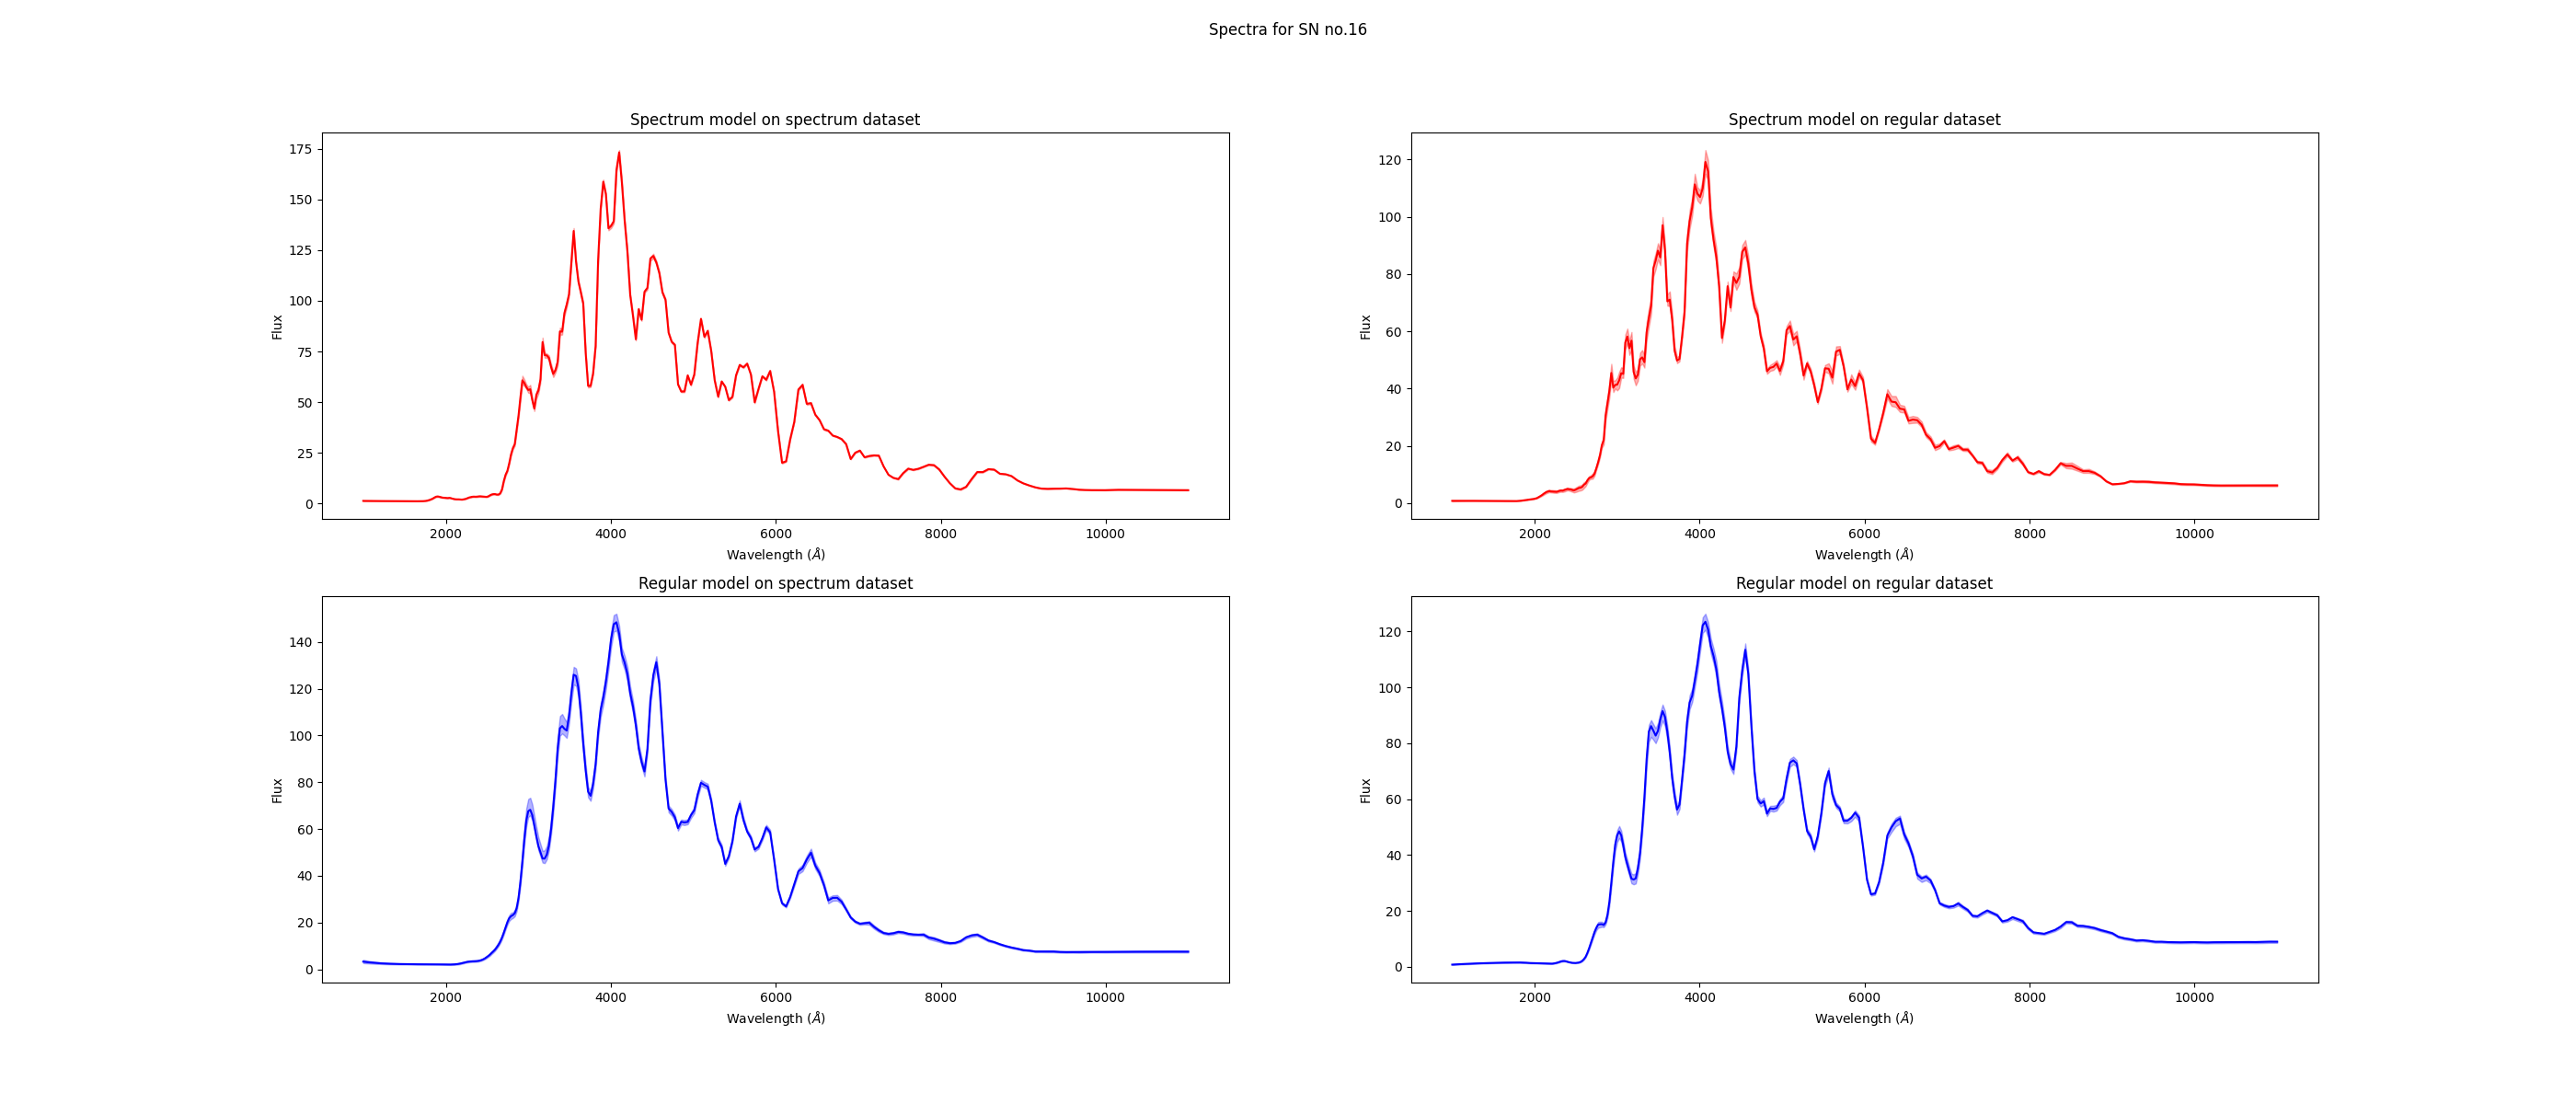 Spectra for SN no.16
Spectrum model on spectrum dataset
175
150
125
100
75
50
25
0
Flux
2000 4000 6000 8000 10000
Wavelength (Å)
Spectrum model on regular dataset
120
100
80
60
40
20
0
Flux
2000 4000 6000 8000 10000
Wavelength (Å)
Regular model on spectrum dataset
140
120
100
80
60
40
20
0
Flux
2000 4000 6000 8000 10000
Wavelength (Å)
Regular model on regular dataset
120
100
80
60
40
20
0
Flux
2000 4000 6000 8000 10000
Wavelength (Å)